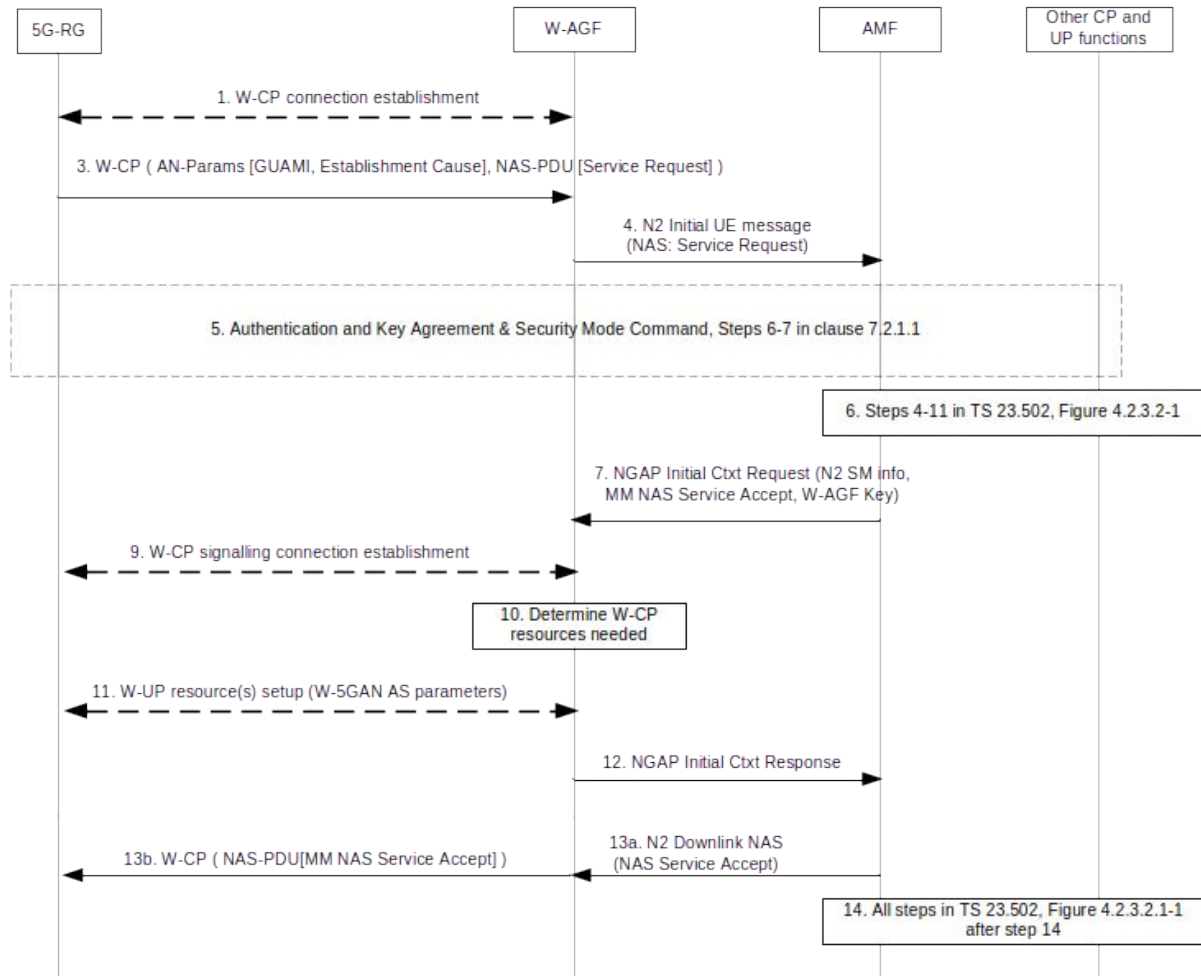 5G-RG
W-AGF
AMF
Other CP and
UP functions
1. W-CP connection establishment
3. W-CP ( AN-Params [GUAMI, Establishment Cause], NAS-PDU [Service Request] )
4. N2 Initial UE message
(NAS: Service Request)
5. Authentication and Key Agreement & Security Mode Command, Steps 6-7 in clause 7.2.1.1
6. Steps 4-11 in TS 23.502, Figure 4.2.3.2-1
7. NGAP Initial Ctxt Request (N2 SM info,
MM NAS Service Accept, W-AGF Key)
9. W-CP signalling connection establishment
10. Determine W-CP
resources needed
11. W-UP resource(s) setup (W-5GAN AS parameters)
12. NGAP Initial Ctxt Response
13a. N2 Downlink NAS
(NAS Service Accept)
13b. W-CP ( NAS-PDU[MM NAS Service Accept] )
14. All steps in TS 23.502, Figure 4.2.3.2.1-1
after step 14